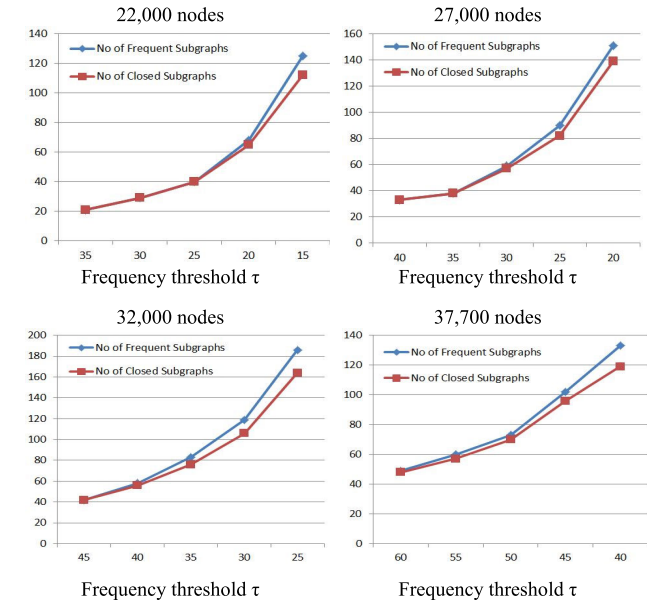 22,000 nodes
140
120
100
80
60
40
20
0
No of Frequent Subgraphs
No of Closed Subgraphs
35 30 25 20 15
Frequency threshold τ
27,000 nodes
160
140
120
100
80
60
40
20
0
No of Frequent Subgraphs
No of Closed Subgraphs
40 35 30 25 20
Frequency threshold τ
32,000 nodes
200
180
160
140
120
100
80
60
40
20
0
No of Frequent Subgraphs
No of Closed Subgraphs
45 40 35 30 25
Frequency threshold τ
37,700 nodes
140
120
100
80
60
40
20
0
No of Frequent Subgraphs
No of Closed Subgraphs
60 55 50 45 40
Frequency threshold τ